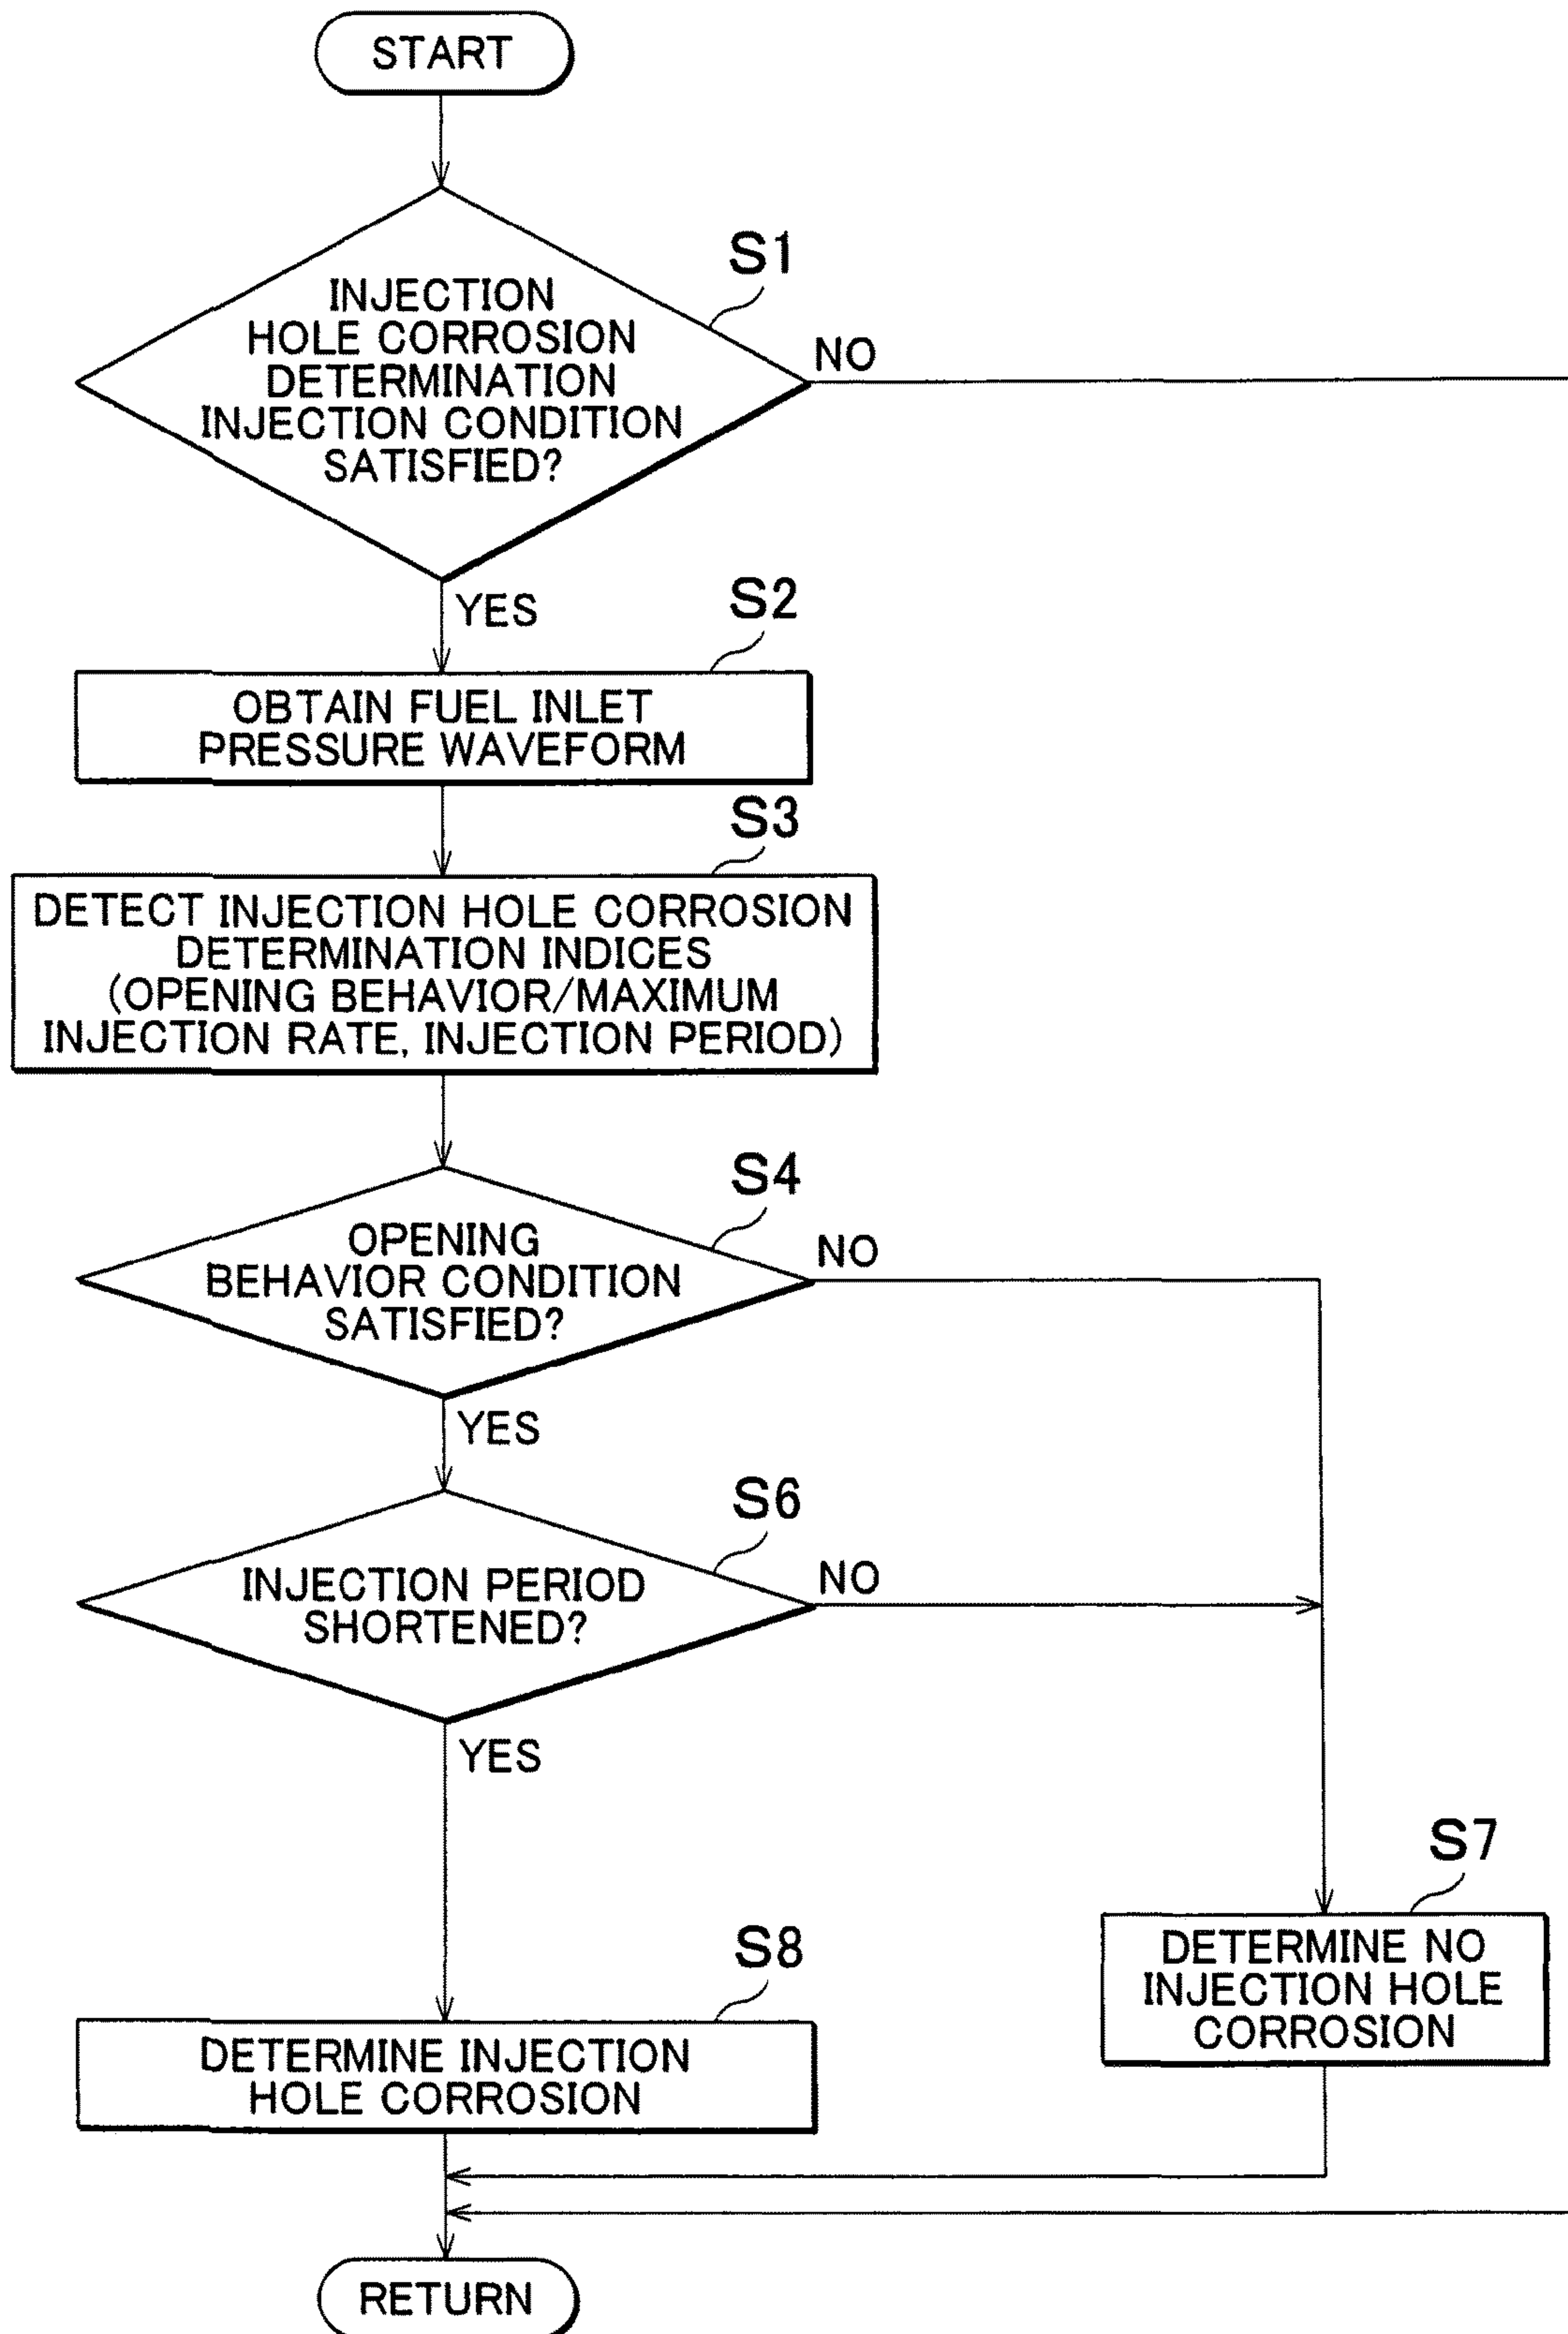 START
S1
INJECTION
HOLE CORROSION
DETERMINATION
INJECTION CONDITION
SATISFIED?
NO
YES
S2
OBTAIN FUEL INLET
PRESSURE WAVEFORM
S3
DETECT INJECTION HOLE CORROSION
DETERMINATION INDICES
(OPENING BEHAVIOR/MAXIMUM
INJECTION RATE, INJECTION PERIOD)
S4
OPENING
BEHAVIOR CONDITION
SATISFIED?
NO
YES
S6
INJECTION PERIOD
SHORTENED?
NO
YES
S7
DETERMINE NO
INJECTION HOLE
CORROSION
S8
DETERMINE INJECTION
HOLE CORROSION
RETURN